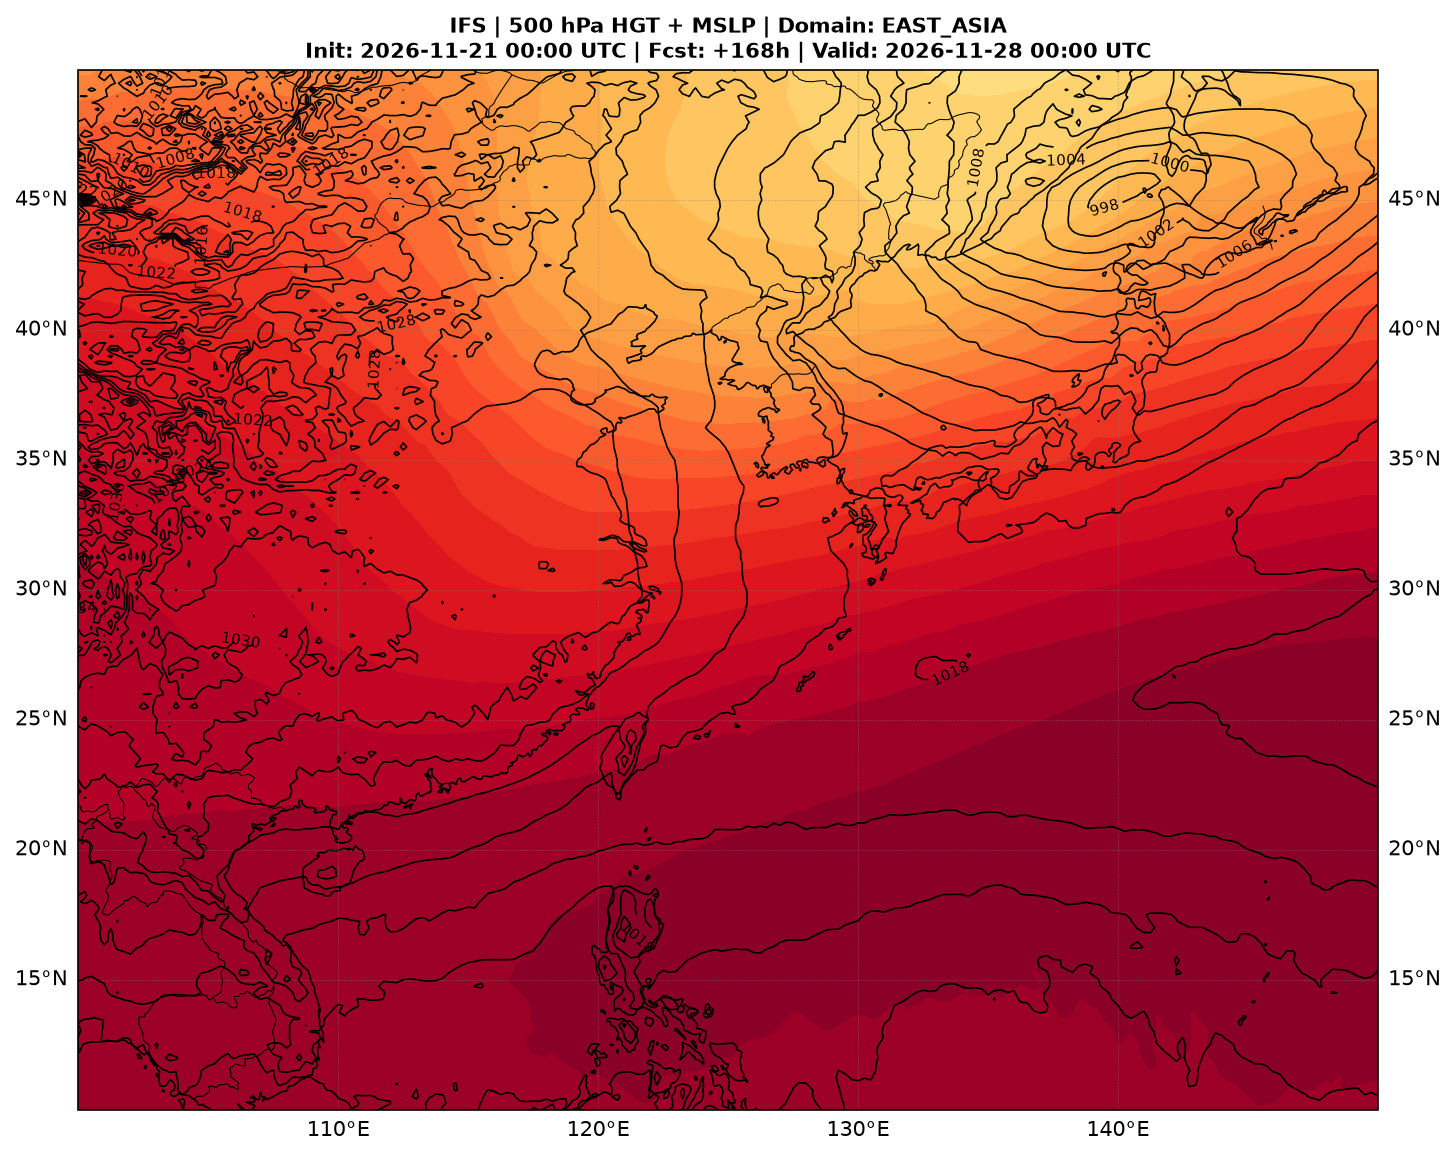 IFS | 500 hPa HGT + MSLP | Domain: EAST_ASIA
Init: 2026-11-21 00:00 UTC | Fcst: +168h | Valid: 2026-11-28 00:00 UTC
1008
1018
1018
1004
1000
1008
998
1002
1006
45°N
45°N
1018
1016
1020
1022
1028
40°N
40°N
1028
1022
35°N
35°N
30°N
30°N
1030
1018
25°N
25°N
20°N
20°N
15°N
15°N
110°E
120°E
130°E
140°E